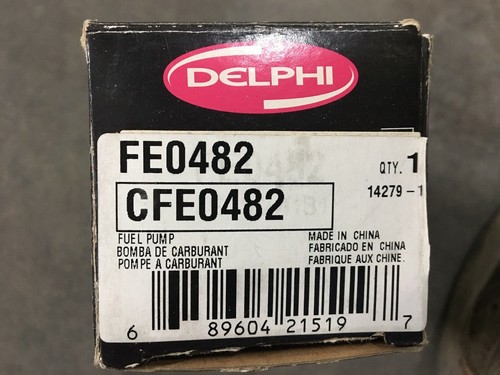 DELPHI
FE0482
QTY. 1
CFE0482
14279-1
FUEL PUMP
BOMBA DE CARBURANT
POMPE A CARBURANT
MADE IN CHINA
FABRICADO EN CHINA
FABRIQUE AUX CHINE.
6 89604 21519 7